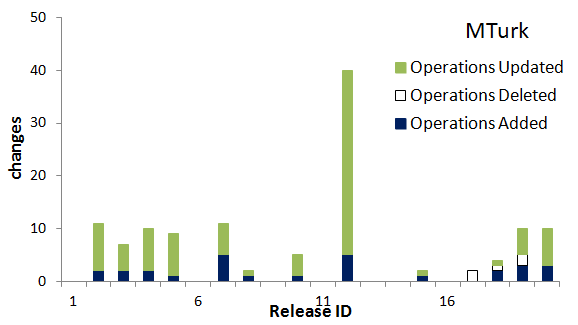 MTurk
50
40
30
20
10
0
changes
Operations Updated
Operations Deleted
Operations Added
1 6 11 16
Release ID